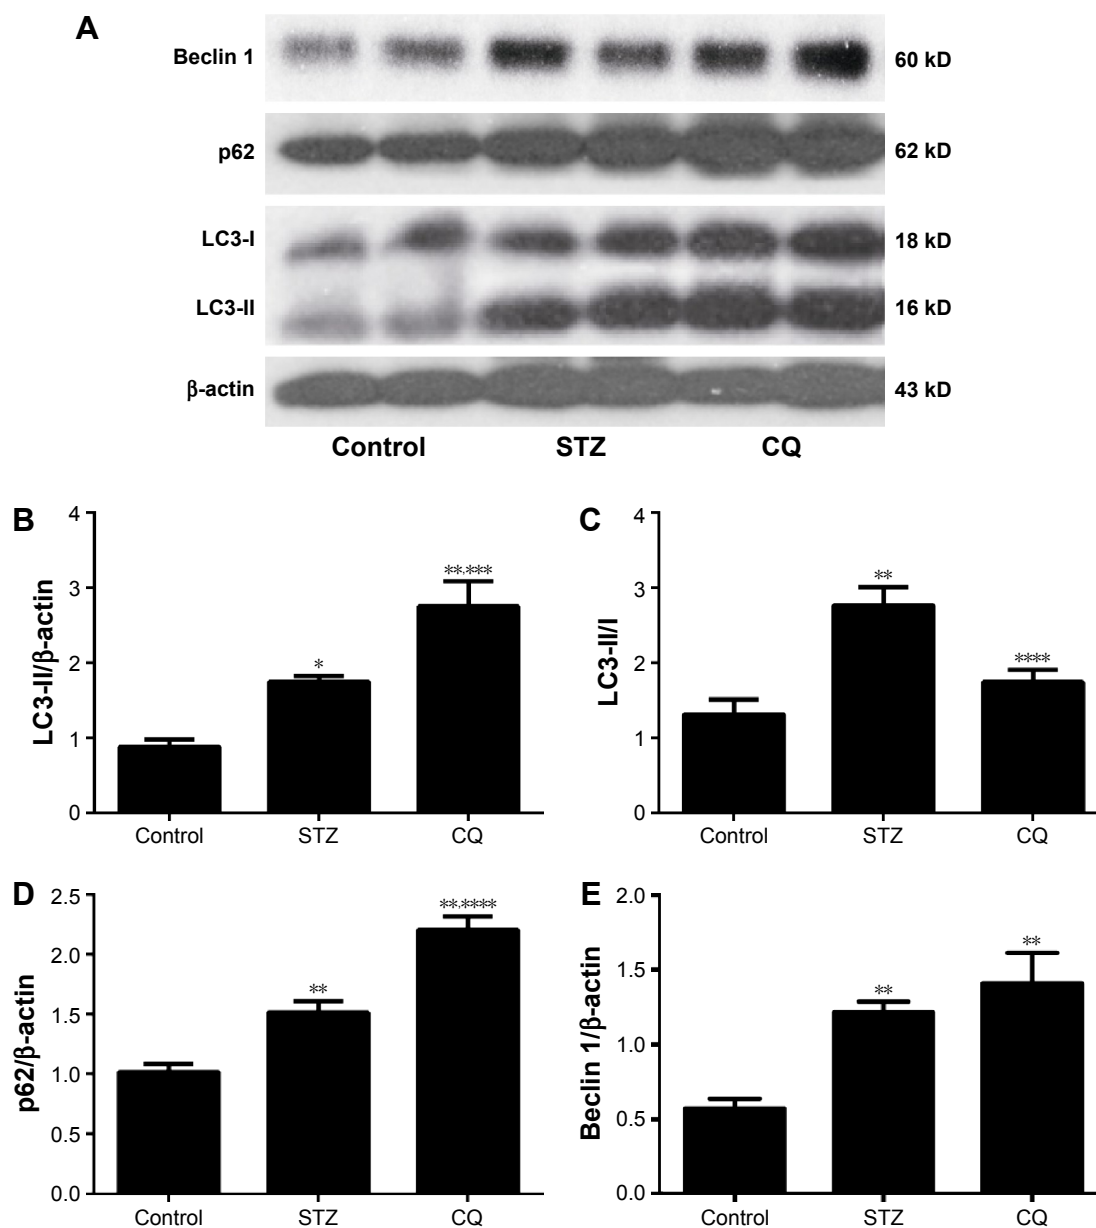 A
Beclin 1 60 kD
p62 62 kD
LC3-I 18 kD
LC3-II 16 kD
β-actin 43 kD
Control STZ CQ
B
LC3-II/β-actin
4
3
2
1
0
*
**,***
Control STZ CQ
C
LC3-II/I
4
3
2
1
0
**
****
Control STZ CQ
D
p62/β-actin
2.5
2.0
1.5
1.0
0.5
0.0
**
**,****
Control STZ CQ
E
Beclin 1/β-actin
2.0
1.5
1.0
0.5
0.0
**
**
Control STZ CQ